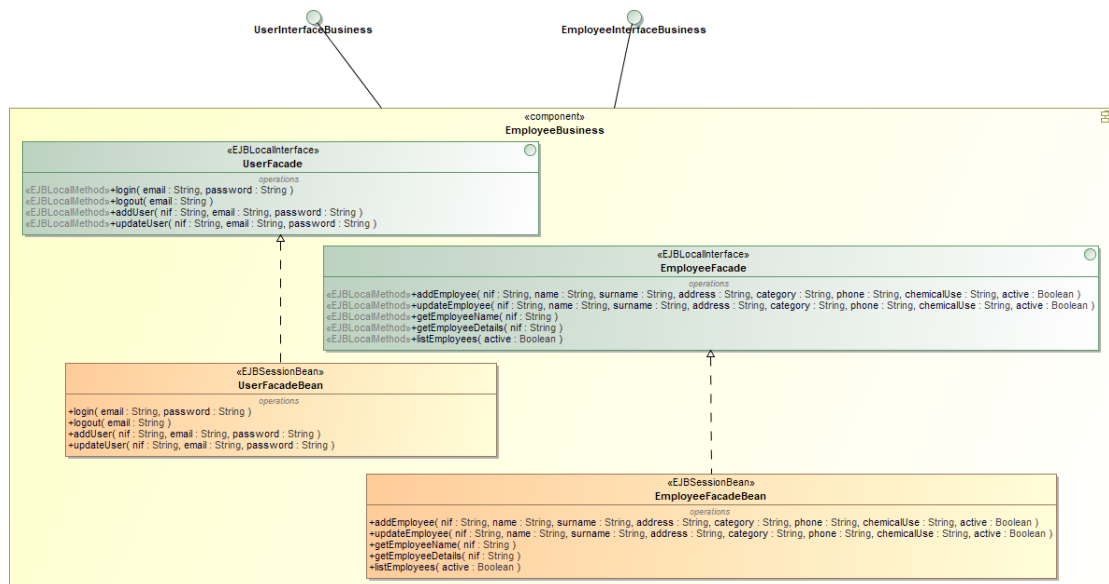 UserInterfaceBusiness
EmployeeInterfaceBusiness
«component»
EmployeeBusiness
«EJBLocalInterface»
UserFacade
operations
«EJBLocalMethod»+login( email : String, password : String )
«EJBLocalMethod»+logout( email : String )
«EJBLocalMethod»+addUser( nif : String, email : String, password : String )
«EJBLocalMethod»+updateUser( nif : String, email : String, password : String )
«EJBLocalInterface»
EmployeeFacade
operations
«EJBLocalMethod»+addEmployee( nif : String, name : String, surname : String, address : String, category : String, phone : String, chemicalUse : String, active : Boolean )
«EJBLocalMethod»+updateEmployee( nif : String, name : String, surname : String, address : String, category : String, phone : String, chemicalUse : String, active : Boolean )
«EJBLocalMethod»+getEmployeeName( nif : String )
«EJBLocalMethod»+getEmployeeDetails( nif : String )
«EJBLocalMethod»+listEmployees( active : Boolean )
«EJBSessionBean»
UserFacadeBean
operations
+login( email : String, password : String )
+logout( email : String )
+addUser( nif : String, email : String, password : String )
+updateUser( nif : String, email : String, password : String )
«EJBSessionBean»
EmployeeFacadeBean
operations
+addEmployee( nif : String, name : String, surname : String, address : String, category : String, phone : String, chemicalUse : String, active : Boolean )
+updateEmployee( nif : String, name : String, surname : String, address : String, category : String, phone : String, chemicalUse : String, active : Boolean )
+getEmployeeName( nif : String )
+getEmployeeDetails( nif : String )
+listEmployees( active : Boolean )